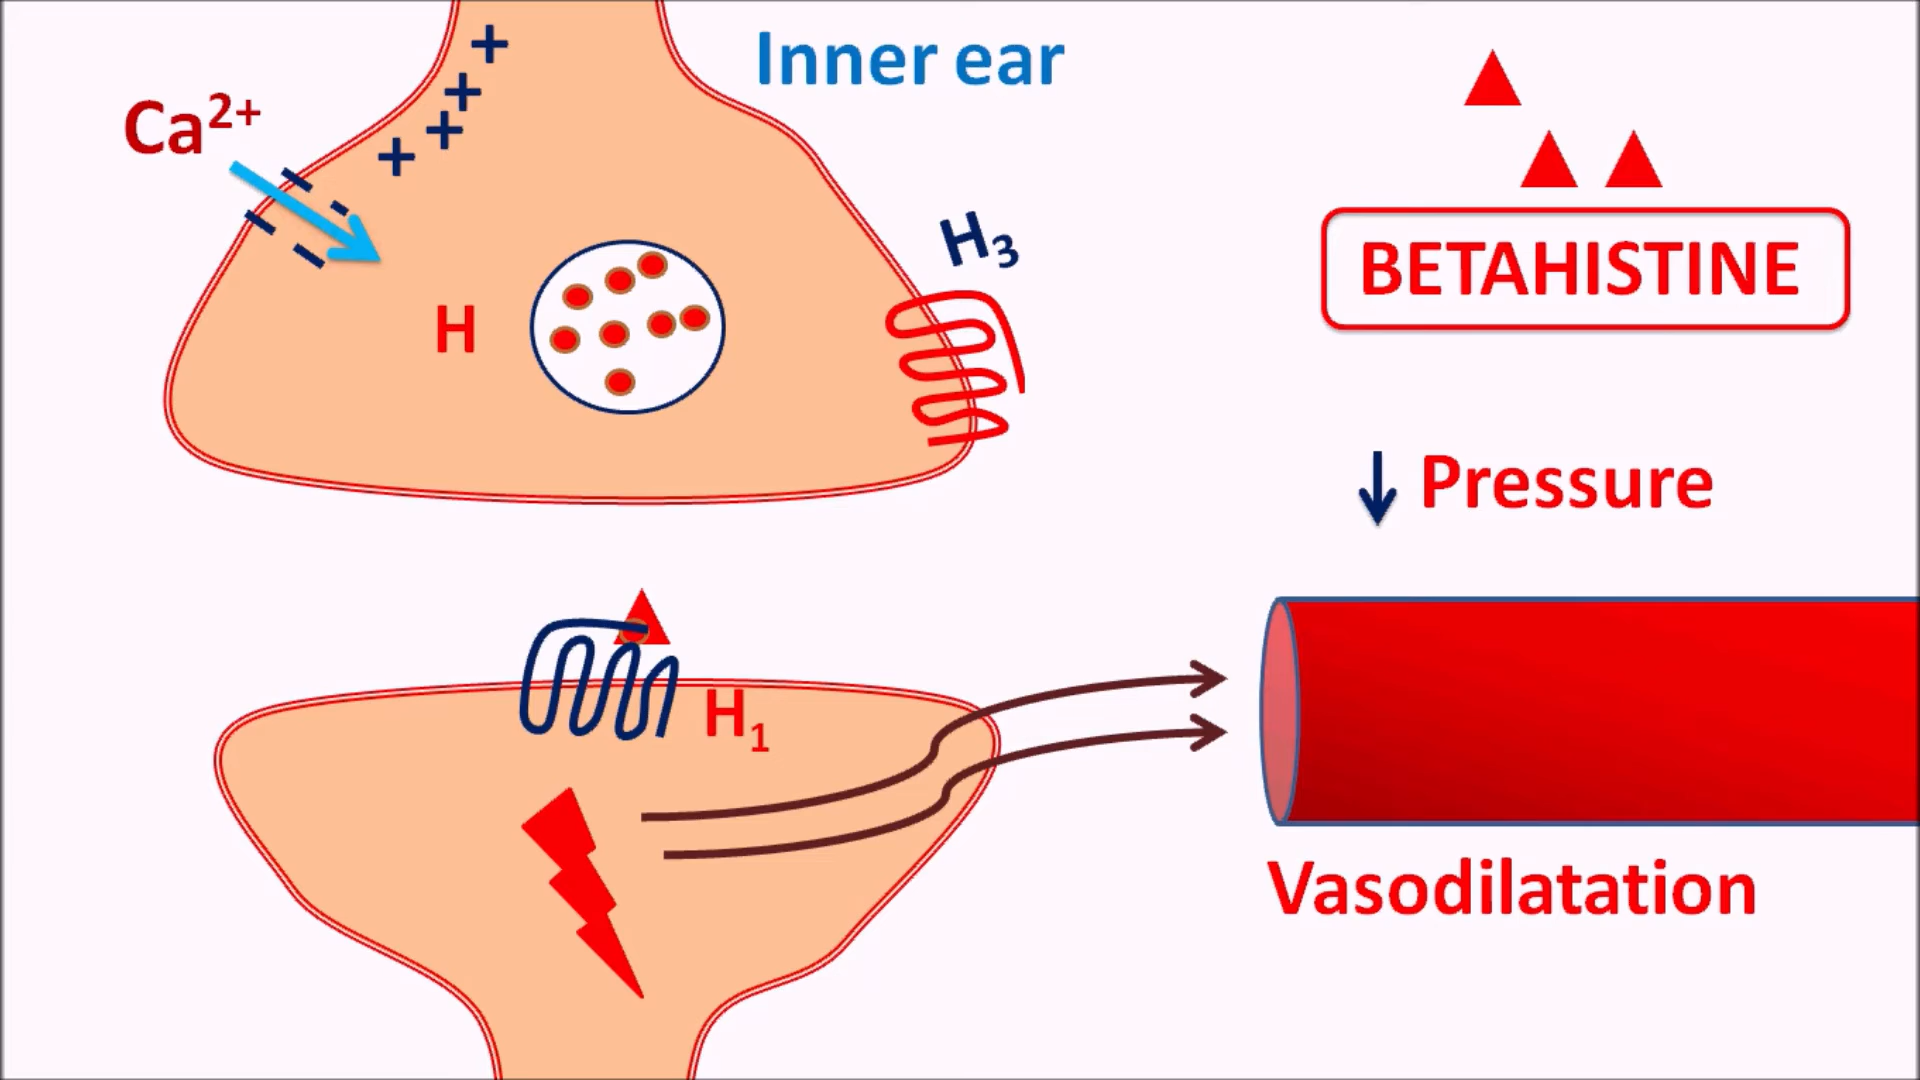 Inner ear
Ca²⁺
+
+
+
+
H₃
BETAHISTINE
H
↓ Pressure
H₁
Vasodilatation